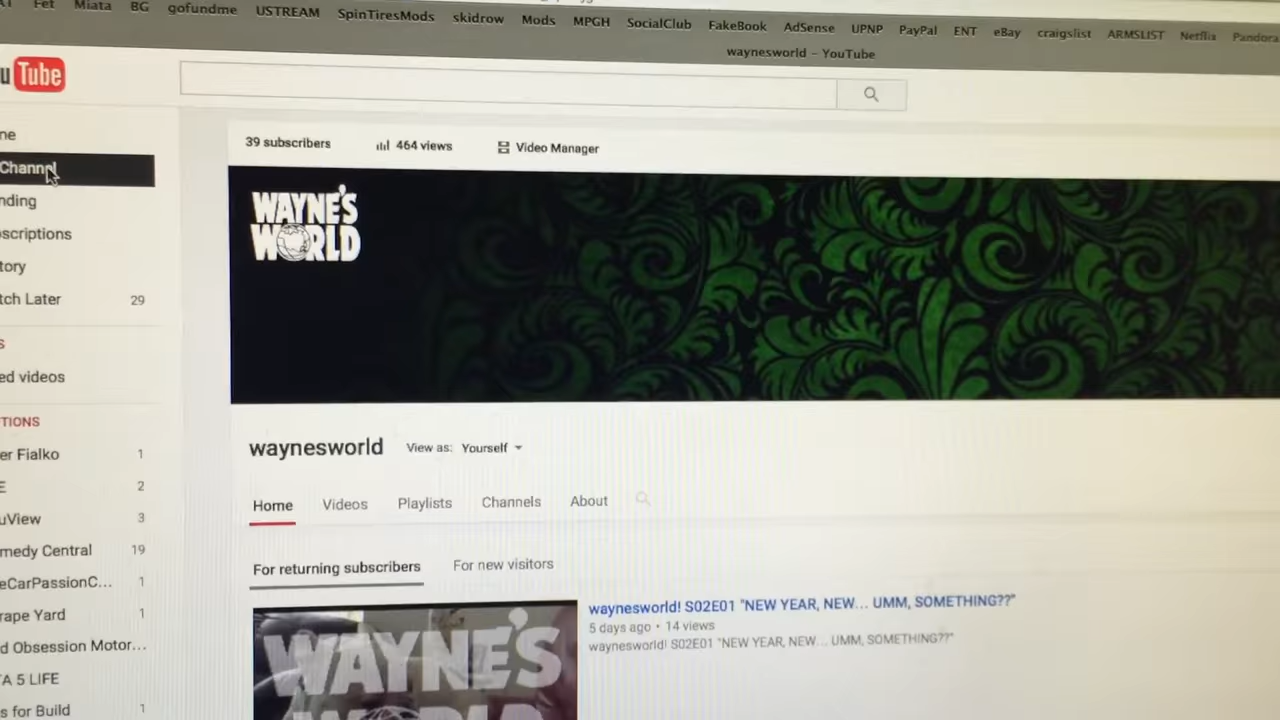 Fet Miata BG gofundme USTREAM SpinTiresMods skidrow Mods MPGH SocialClub FakeBook AdSense UPNP PayPal ENT eBay craigslist ARMSLIST Netflix Pandora
waynesworld – YouTube
u Tube
ne
Channel
nding
scriptions
tory
tch Later 29
s
ed videos
TIONS
er Fialko 1
E 2
uView 3
medy Central 19
eCarPassionC... 1
rape Yard 1
d Obsession Motor...
A 5 LIFE
s for Build 1
39 subscribers 464 views Video Manager
WAYNE'S
WORLD
waynesworld View as: Yourself
Home Videos Playlists Channels About
For returning subscribers For new visitors
WAYNE'S
WORLD
waynesworld! S02E01 "NEW YEAR, NEW... UMM, SOMETHING??"
5 days ago • 14 views
waynesworld! S02E01 "NEW YEAR, NEW... UMM, SOMETHING??"